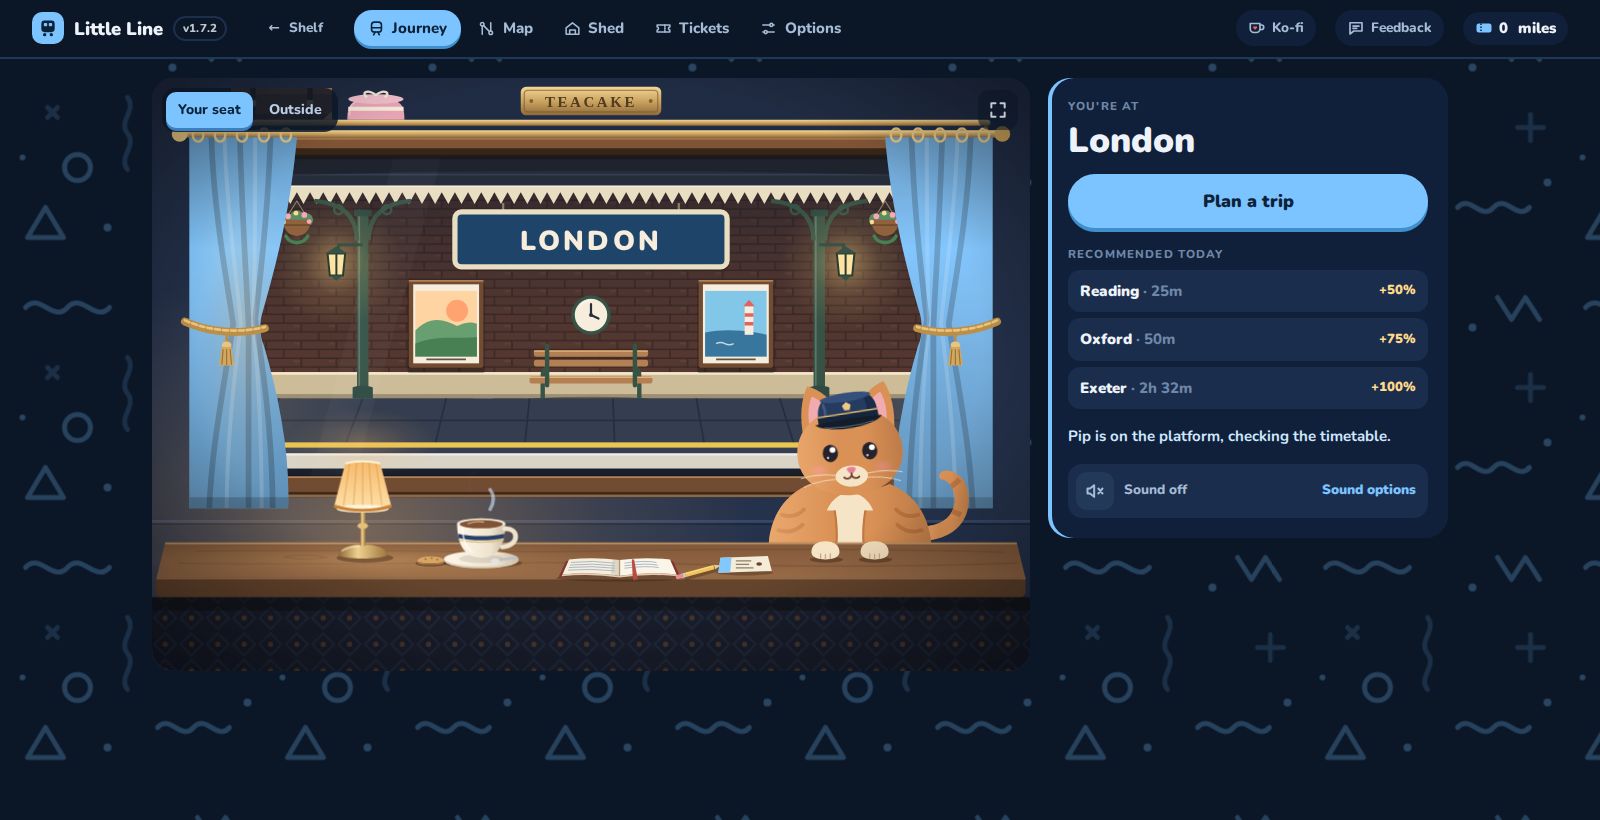 Little Line v1.7.2 ← Shelf Journey Map Shed Tickets Options Ko-fi Feedback 0 miles
Your seat Outside
TEACAKE
LONDON
YOU'RE AT
London
Plan a trip
RECOMMENDED TODAY
Reading · 25m +50%
Oxford · 50m +75%
Exeter · 2h 32m +100%
Pip is on the platform, checking the timetable.
Sound off Sound options